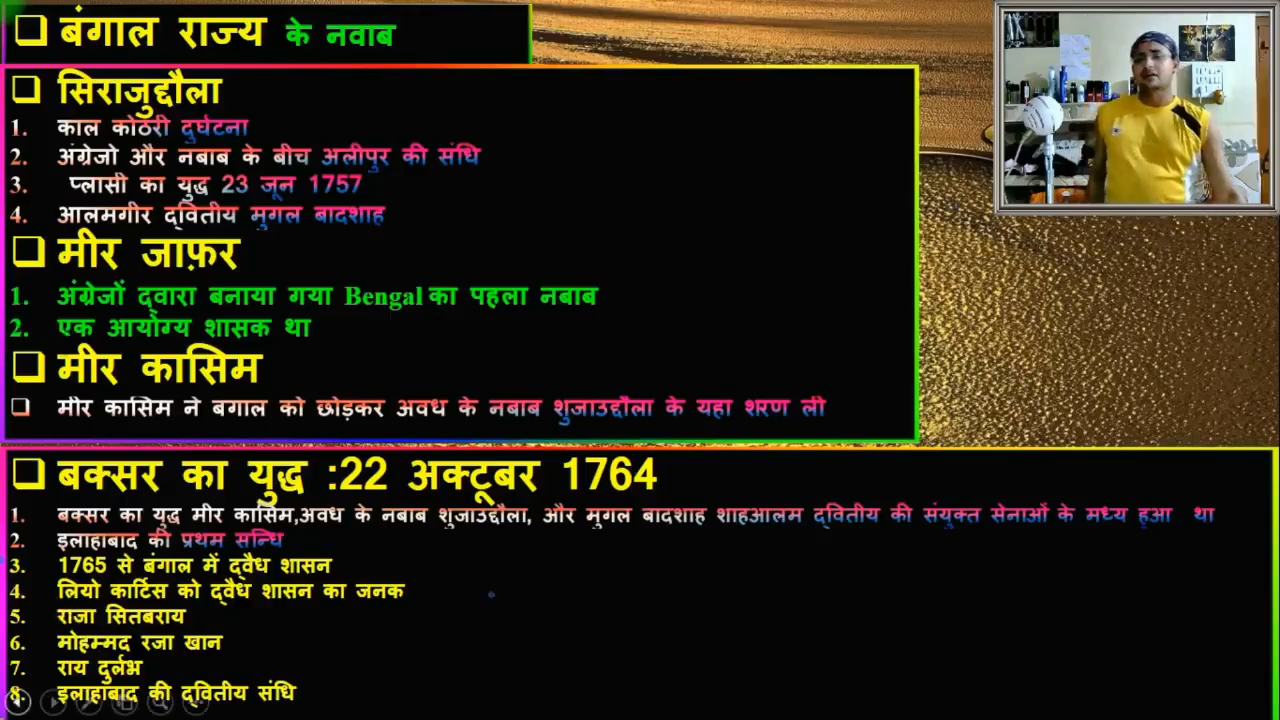 ❑ बंगाल राज्य के नवाब
❑ सिराजुद्दौला
1. काल कोठरी दुर्घटना
2. अंग्रेजो और नबाब के बीच अलीपुर की संधि
3. प्लासी का युद्ध 23 जून 1757
4. आलमगीर द्वितीय मुगल बादशाह
❑ मीर जाफ़र
1. अंग्रेजों द्वारा बनाया गया Bengal का पहला नबाब
2. एक आयोग्य शासक था
❑ मीर कासिम
❑ मीर कासिम ने बगाल को छोड़कर अवध के नबाब शुजाउद्दौला के यहा शरण ली
❑ बक्सर का युद्ध :22 अक्टूबर 1764
1. बक्सर का युद्ध मीर कासिम,अवध के नबाब शुजाउद्दौला, और मुगल बादशाह शाहआलम द्वितीय की संयुक्त सेनाओं के मध्य हुआ था
2. इलाहाबाद की प्रथम सन्धि
3. 1765 से बंगाल में द्वैध शासन
4. लियो कार्टिस को द्वैध शासन का जनक
5. राजा सितबराय
6. मोहम्मद रजा खान
7. राय दुर्लभ
8. इलाहाबाद की द्वितीय संधि